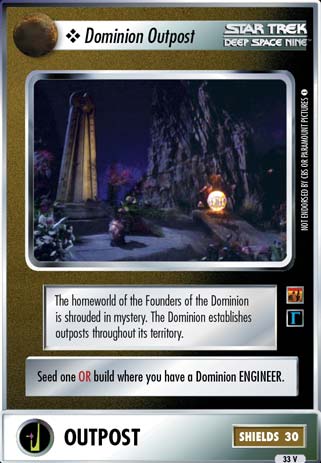 ❖ Dominion Outpost
STAR TREK
DEEP SPACE NINE
NOT ENDORSED BY CBS OR PARAMOUNT PICTURES
The homeworld of the Founders of the Dominion
is shrouded in mystery. The Dominion establishes
outposts throughout its territory.
Seed one OR build where you have a Dominion ENGINEER.
OUTPOST
SHIELDS 30
33 V